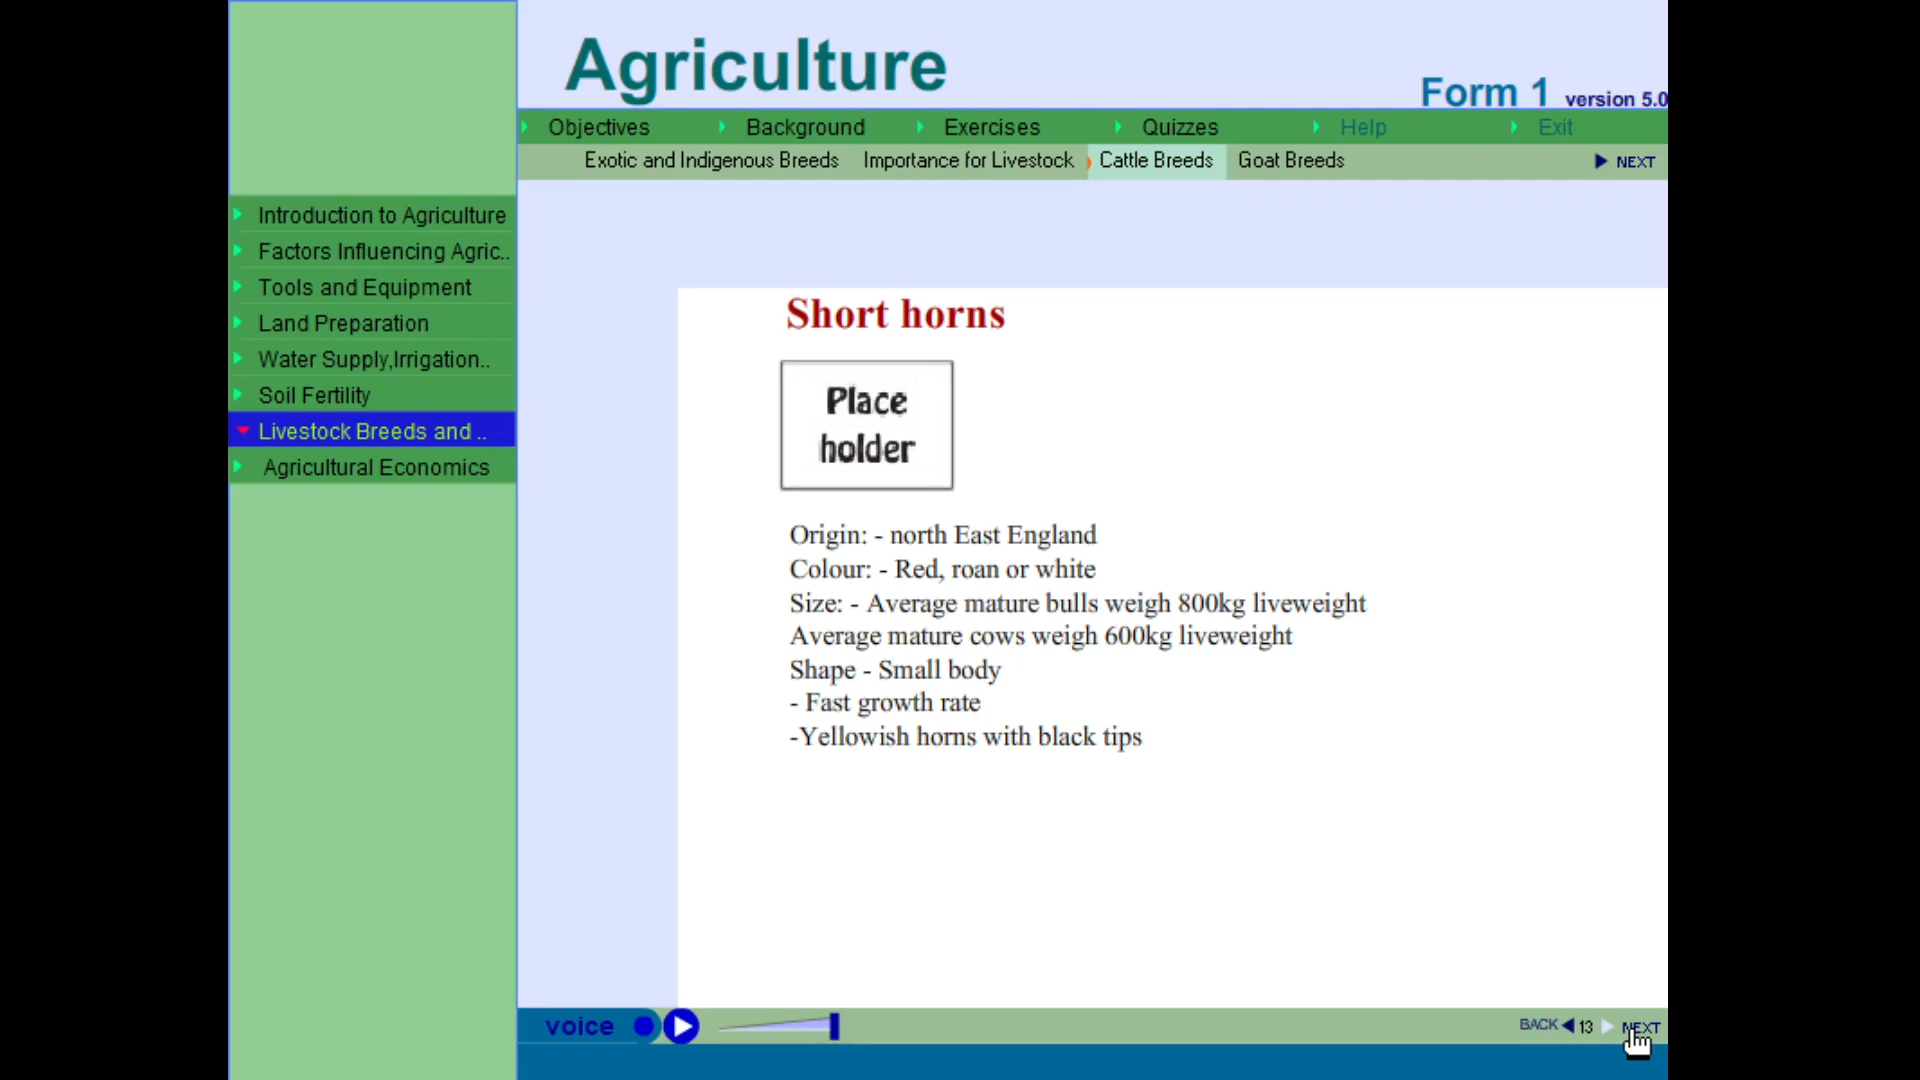 Agriculture
Form 1 version 5.0
Objectives Background Exercises Quizzes Help Exit
Exotic and Indigenous Breeds Importance for Livestock Cattle Breeds Goat Breeds NEXT
Introduction to Agriculture
Factors Influencing Agric..
Tools and Equipment
Land Preparation
Water Supply,Irrigation..
Soil Fertility
Livestock Breeds and ..
Agricultural Economics
Short horns
Place
holder
Origin: - north East England
Colour: - Red, roan or white
Size: - Average mature bulls weigh 800kg liveweight
Average mature cows weigh 600kg liveweight
Shape - Small body
- Fast growth rate
-Yellowish horns with black tips
voice
BACK 13 NEXT